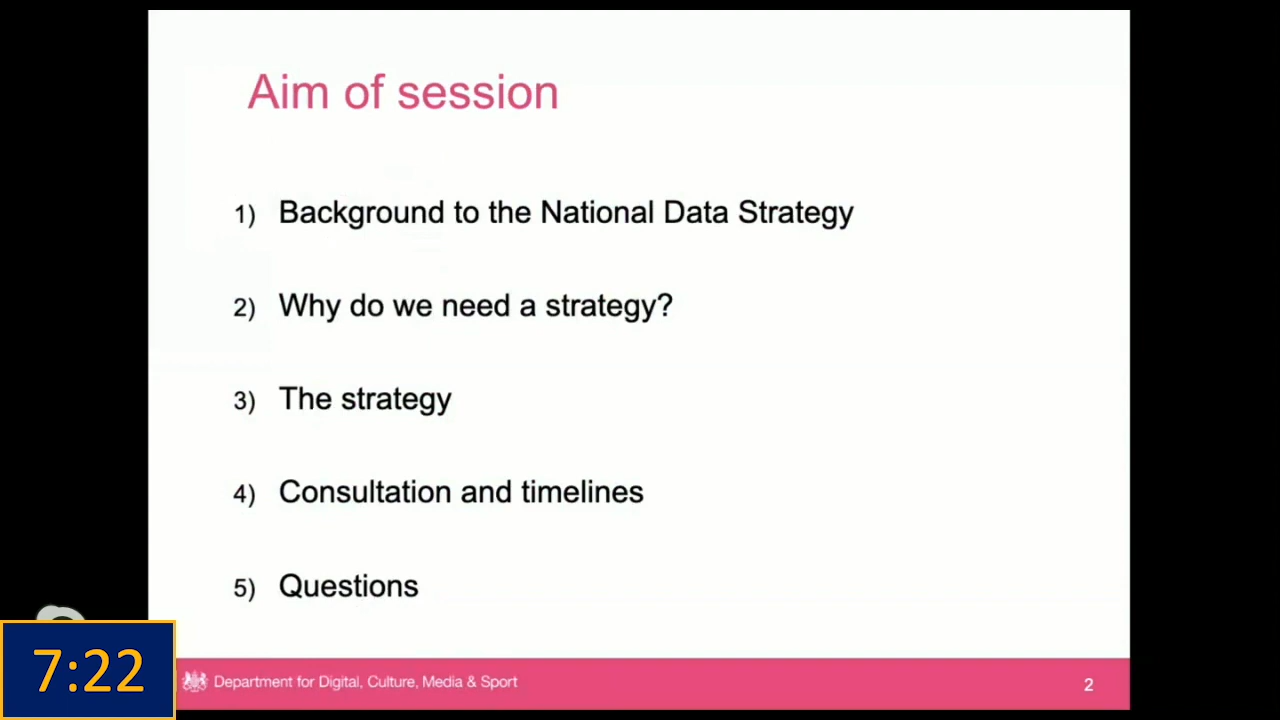 Aim of session
1) Background to the National Data Strategy
2) Why do we need a strategy?
3) The strategy
4) Consultation and timelines
5) Questions
7:22
Department for Digital, Culture, Media & Sport
2